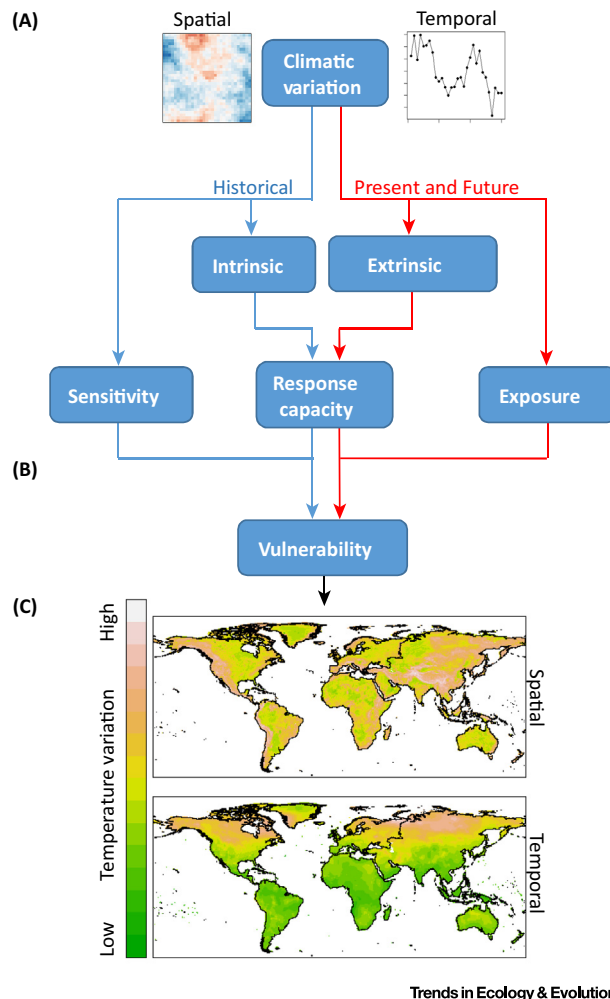 (A)
Spatial
Temporal
Climatic
variation
Historical
Present and Future
Intrinsic
Extrinsic
Sensitivity
Response
capacity
Exposure
(B)
Vulnerability
(C)
High
Temperature variation
Low
Spatial
Temporal
Trends in Ecology & Evolution